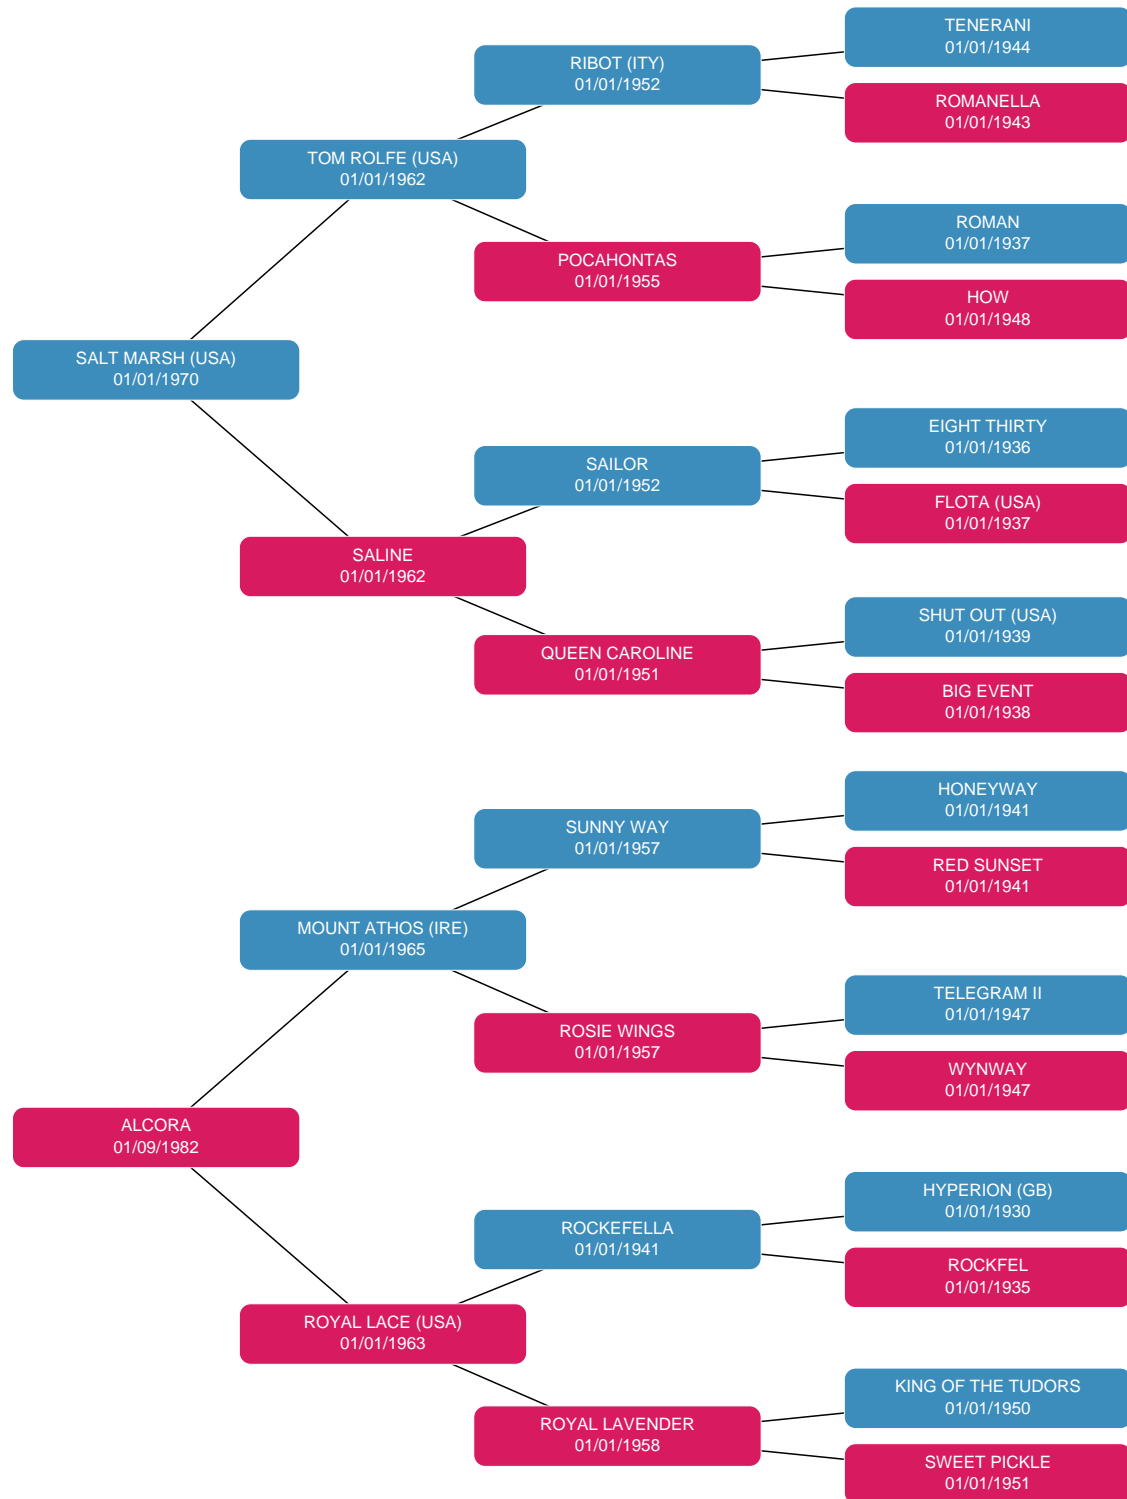 TENERANI
01/01/1944
RIBOT (ITY)
01/01/1952
ROMANELLA
01/01/1943
TOM ROLFE (USA)
01/01/1962
ROMAN
01/01/1937
POCAHONTAS
01/01/1955
HOW
01/01/1948
SALT MARSH (USA)
01/01/1970
EIGHT THIRTY
01/01/1936
SAILOR
01/01/1952
FLOTA (USA)
01/01/1937
SALINE
01/01/1962
SHUT OUT (USA)
01/01/1939
QUEEN CAROLINE
01/01/1951
BIG EVENT
01/01/1938
HONEYWAY
01/01/1941
SUNNY WAY
01/01/1957
RED SUNSET
01/01/1941
MOUNT ATHOS (IRE)
01/01/1965
TELEGRAM II
01/01/1947
ROSIE WINGS
01/01/1957
WYNWAY
01/01/1947
ALCORA
01/09/1982
HYPERION (GB)
01/01/1930
ROCKEFELLA
01/01/1941
ROCKFEL
01/01/1935
ROYAL LACE (USA)
01/01/1963
KING OF THE TUDORS
01/01/1950
ROYAL LAVENDER
01/01/1958
SWEET PICKLE
01/01/1951